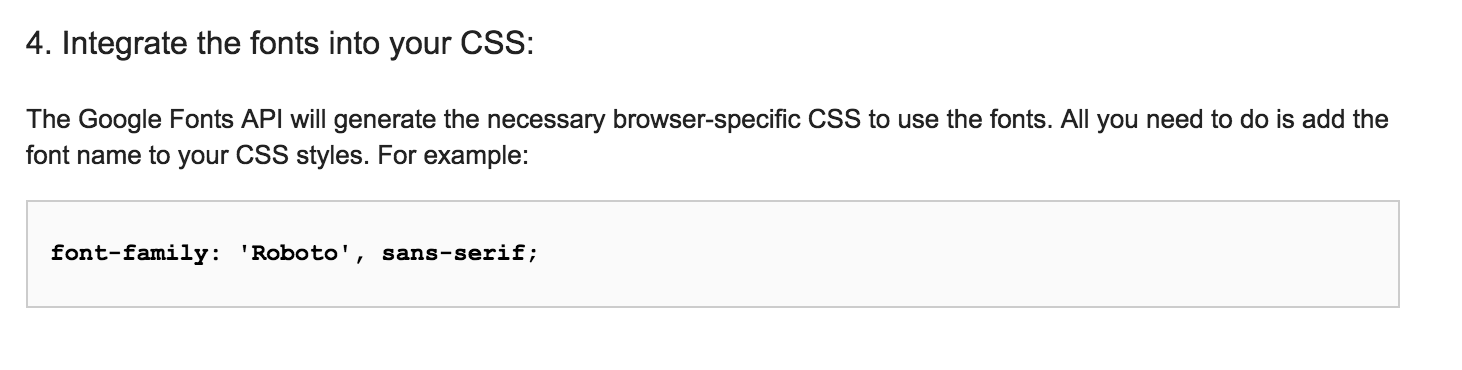 4. Integrate the fonts into your CSS:
The Google Fonts API will generate the necessary browser-specific CSS to use the fonts. All you need to do is add the
font name to your CSS styles. For example:
font-family: 'Roboto', sans-serif;